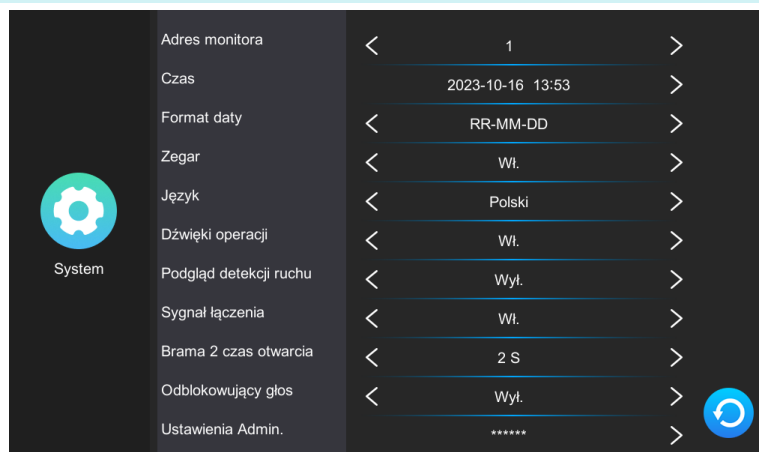 System
Adres monitora 1
Czas 2023-10-16 13:53
Format daty RR-MM-DD
Zegar Wł.
Język Polski
Dźwięki operacji Wł.
Podgląd detekcji ruchu Wył.
Sygnał łączenia Wł.
Brama 2 czas otwarcia 2 S
Odblokowujący głos Wył.
Ustawienia Admin. ******